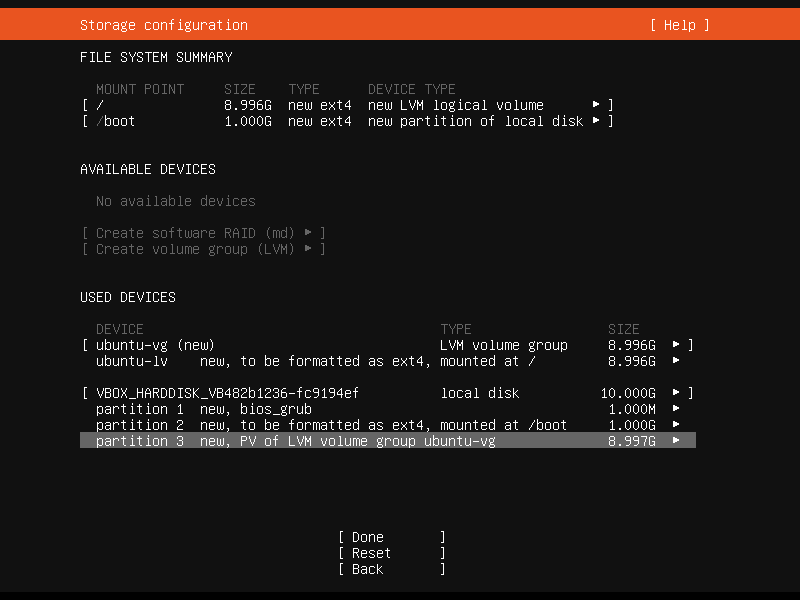 Storage configuration [ Help ]
FILE SYSTEM SUMMARY
MOUNT POINT SIZE TYPE DEVICE TYPE
[ / 8.996G new ext4 new LVM logical volume ▸ ]
[ /boot 1.000G new ext4 new partition of local disk ▸ ]
AVAILABLE DEVICES
No available devices
[ Create software RAID (md) ▸ ]
[ Create volume group (LVM) ▸ ]
USED DEVICES
DEVICE TYPE SIZE
[ ubuntu-vg (new) LVM volume group 8.996G ▸ ]
ubuntu-lv new, to be formatted as ext4, mounted at / 8.996G ▸
[ VBOX_HARDDISK_VB482b1236-fc9194ef local disk 10.000G ▸ ]
partition 1 new, bios_grub 1.000M ▸
partition 2 new, to be formatted as ext4, mounted at /boot 1.000G ▸
partition 3 new, PV of LVM volume group ubuntu-vg 8.997G ▸
[ Done ]
[ Reset ]
[ Back ]